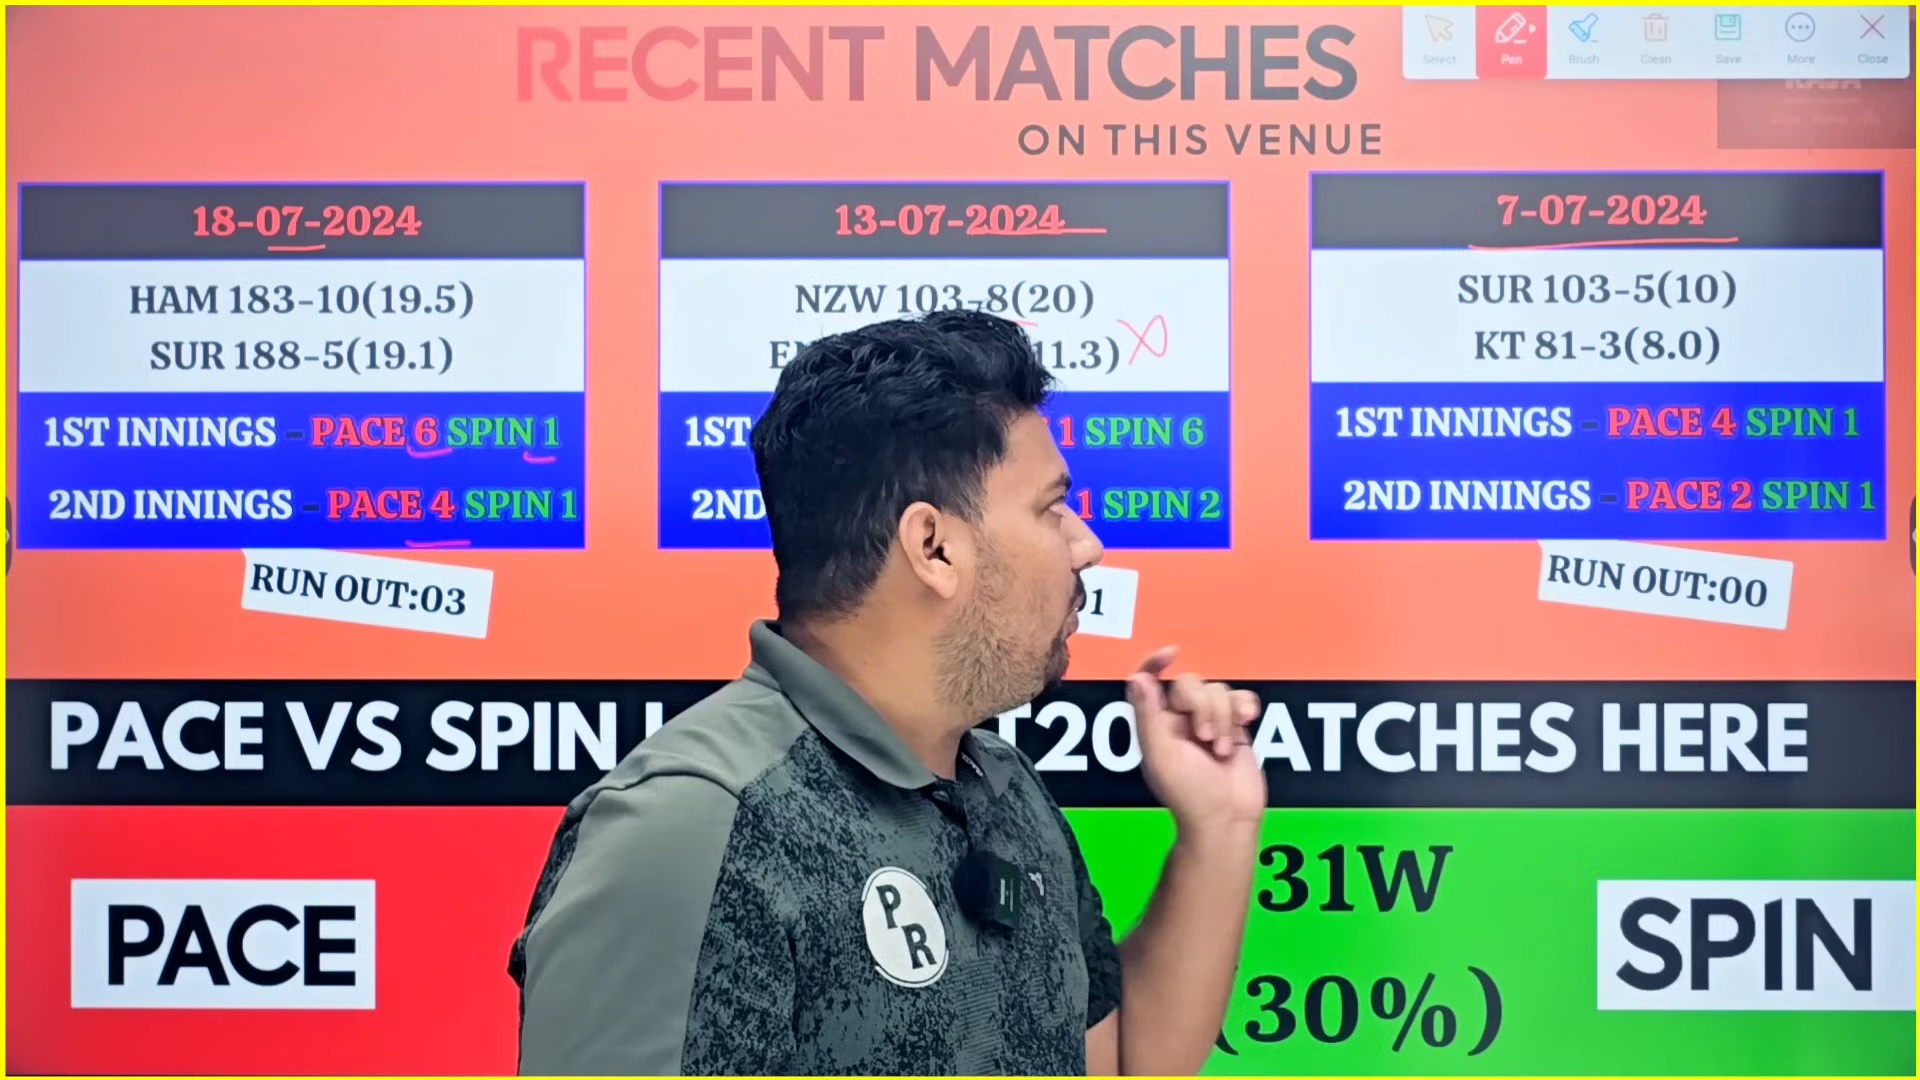 RECENT MATCHES
ON THIS VENUE
Select Pen Brush Clean Save More Close
18-07-2024
HAM 183-10(19.5)
SUR 188-5(19.1)
1ST INNINGS - PACE 6 SPIN 1
2ND INNINGS - PACE 4 SPIN 1
RUN OUT:03
13-07-2024
NZW 103-8(20)
11.3)
1ST 1 SPIN 6
2ND 1 SPIN 2
7-07-2024
SUR 103-5(10)
KT 81-3(8.0)
1ST INNINGS - PACE 4 SPIN 1
2ND INNINGS - PACE 2 SPIN 1
RUN OUT:00
PACE VS SPIN T20 MATCHES HERE
PACE
31W
(30%)
SPIN
PR